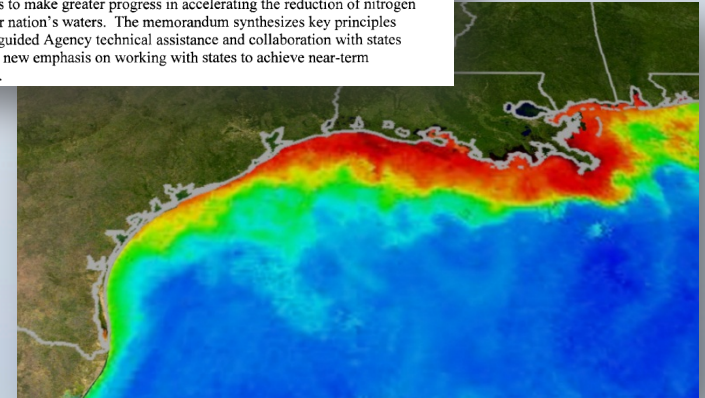 s to make greater progress in accelerating the reduction of nitrogen
r nation's waters. The memorandum synthesizes key principles
guided Agency technical assistance and collaboration with states
new emphasis on working with states to achieve near-term